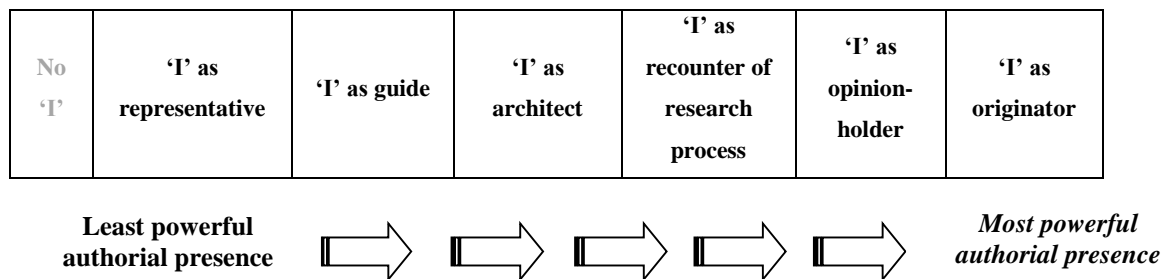 No
‘I’
‘I’ as
representative
‘I’ as guide
‘I’ as
architect
‘I’ as
recounter of
research
process
‘I’ as
opinion-
holder
‘I’ as
originator
Least powerful
authorial presence
Most powerful
authorial presence